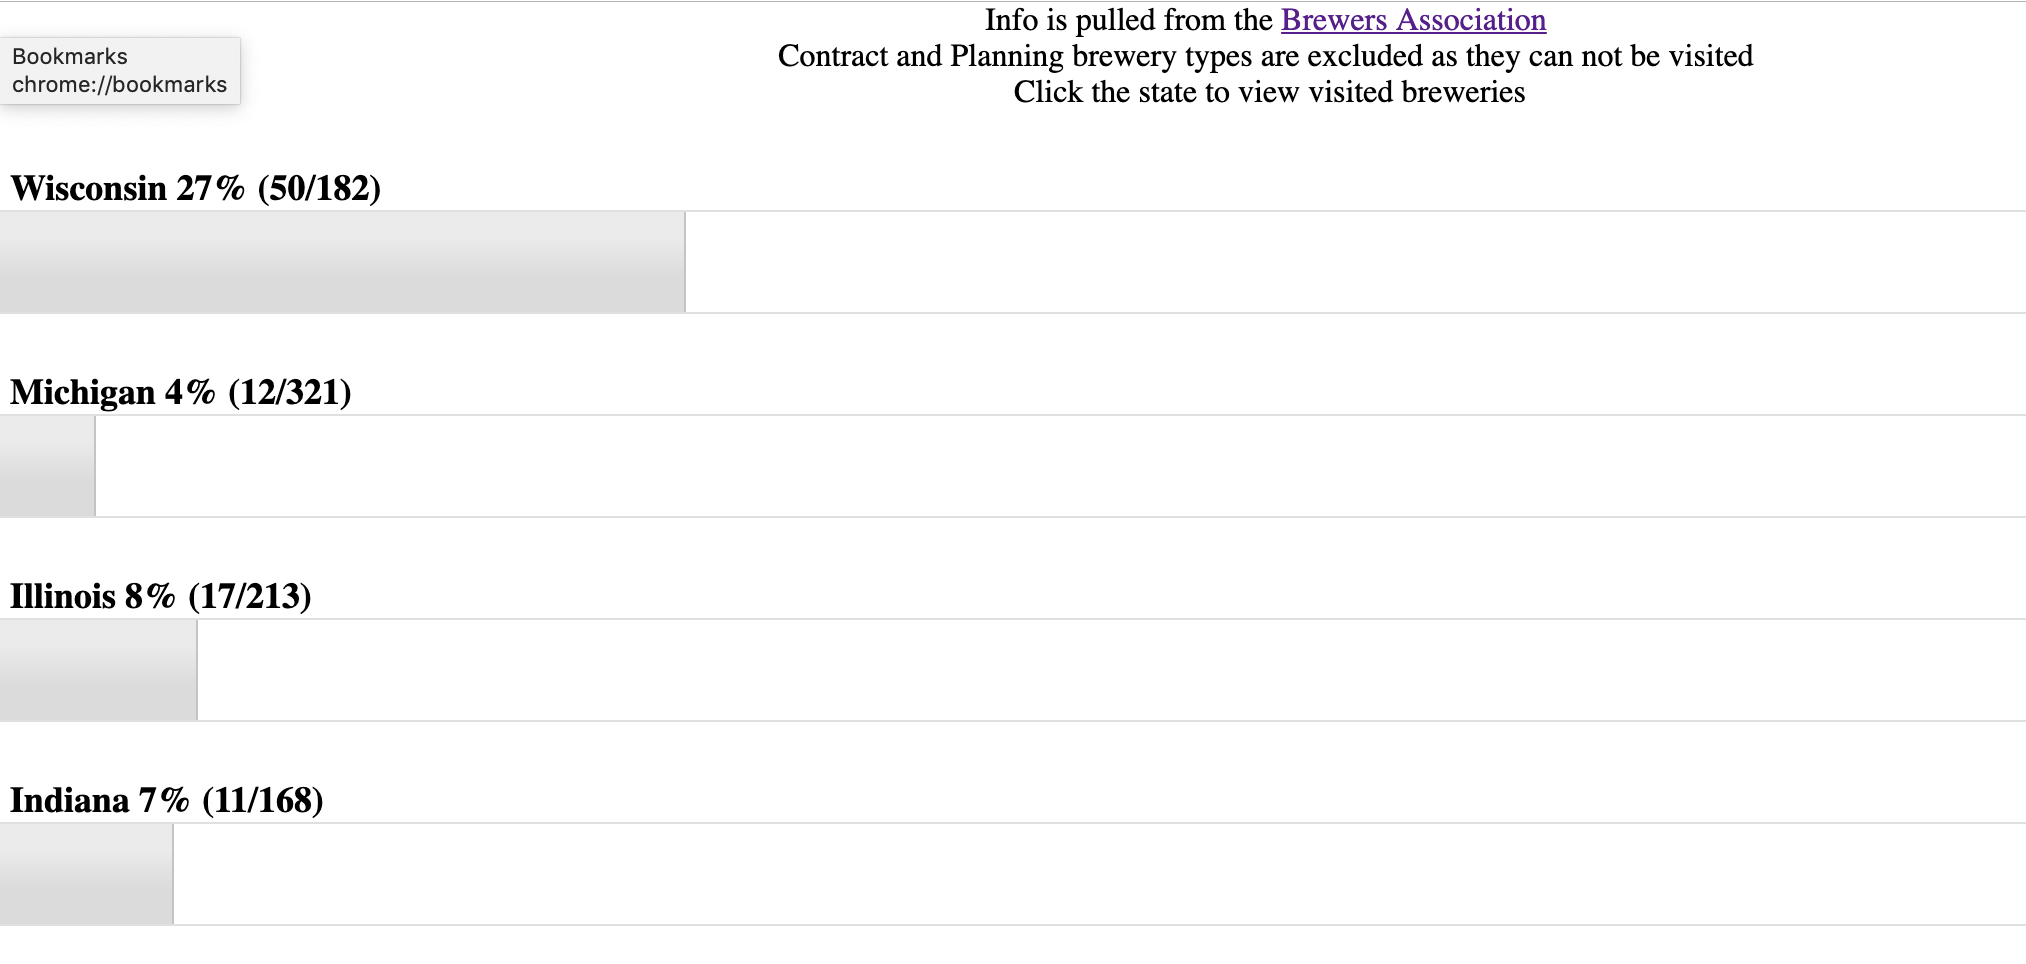 Info is pulled from the Brewers Association
Bookmarks
chrome://bookmarks
Contract and Planning brewery types are excluded as they can not be visited
Click the state to view visited breweries
Wisconsin 27% (50/182)
Michigan 4% (12/321)
Illinois 8% (17/213)
Indiana 7% (11/168)